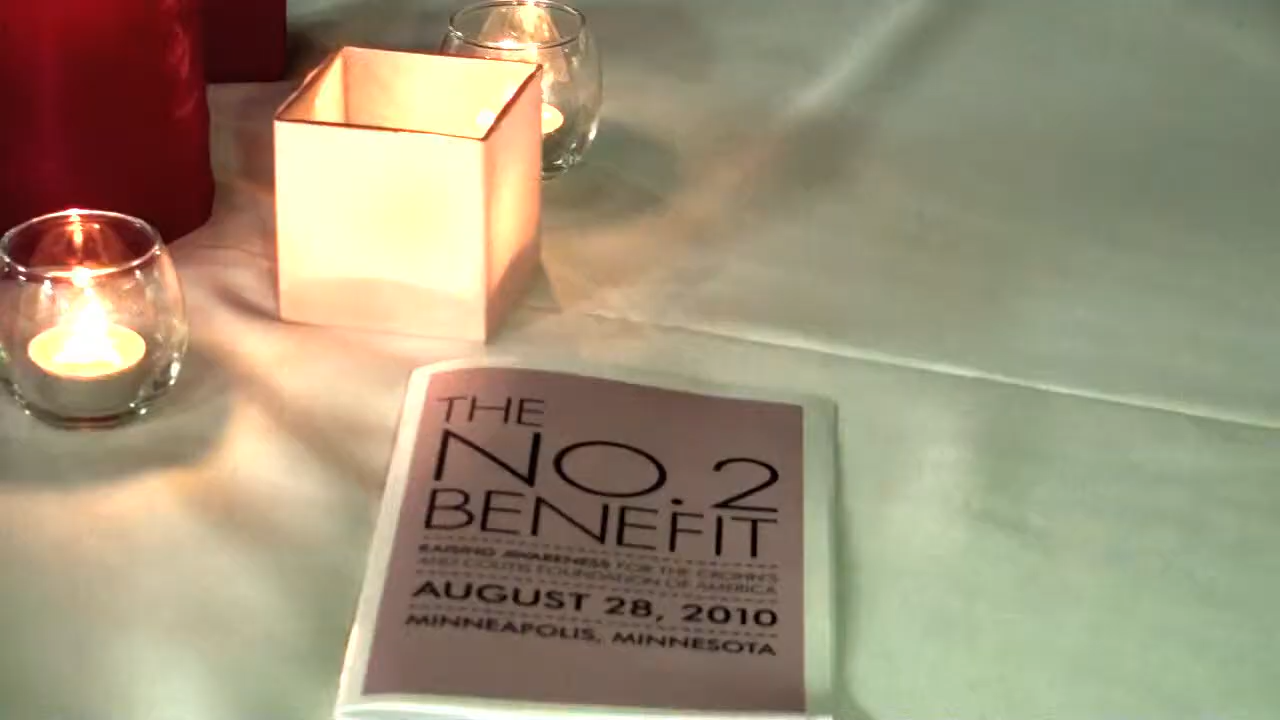 THE
NO.2
BENEFIT
RAISING AWARENESS FOR THE CROHN'S
AND COLITIS FOUNDATION OF AMERICA
AUGUST 28, 2010
MINNEAPOLIS, MINNESOTA